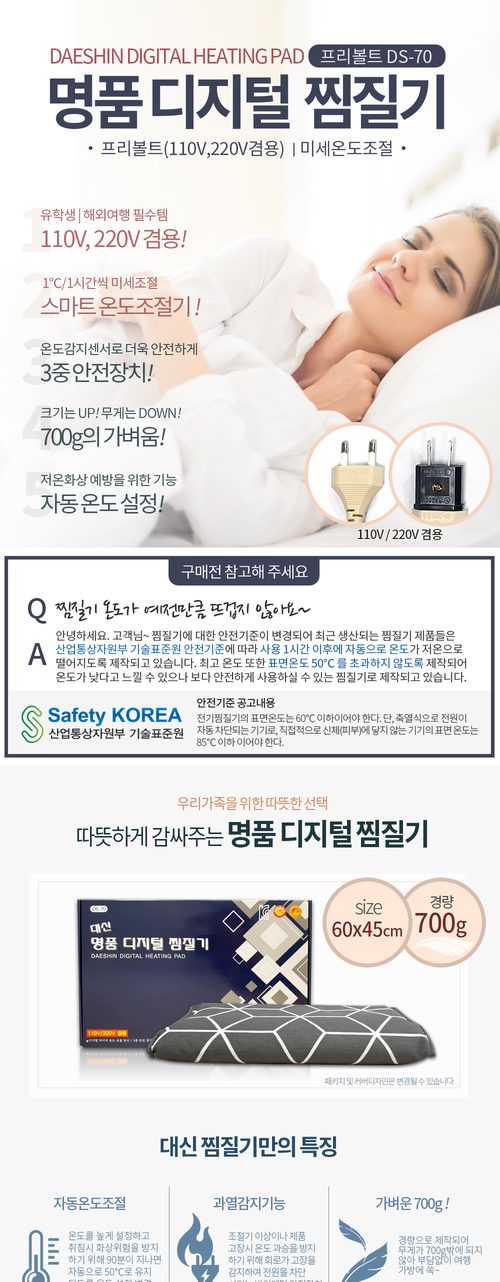 DAESHIN DIGITAL HEATING PAD 프리볼트 DS-70
명품 디지털 찜질기
• 프리볼트(110V,220V겸용) | 미세온도조절 •
1
유학생 | 해외여행 필수템
110V, 220V 겸용!
2
1°C/1시간씩 미세조절
스마트 온도조절기 !
3
온도감지센서로 더욱 안전하게
3중 안전장치!
4
크기는 UP! 무게는 DOWN!
700g의 가벼움!
5
저온화상 예방을 위한 기능
자동 온도 설정!
110V / 220V 겸용
구매전 참고해 주세요
Q 찜질기 온도가 예전만큼 뜨겁지 않아요~
A 안녕하세요. 고객님~ 찜질기에 대한 안전기준이 변경되어 최근 생산되는 찜질기 제품들은
산업통상자원부 기술표준원 안전기준에 따라 사용 1시간 이후에 자동으로 온도가 저온으로
떨어지도록 제작되고 있습니다. 최고 온도 또한 표면온도 50°C 를 초과하지 않도록 제작되어
온도가 낮다고 느낄 수 있으나 보다 안전하게 사용하실 수 있는 찜질기로 제작되고 있습니다.
Safety KOREA
산업통상자원부 기술표준원
안전기준 공고내용
전기찜질기의 표면온도는 60°C 이하이어야 한다. 단, 축열식으로 전원이
자동 차단되는 기기로, 직접적으로 신체(피부)에 닿지 않는 기기의 표면 온도는
85°C 이하 이어야 한다.
우리가족을 위한 따뜻한 선택
따뜻하게 감싸주는 명품 디지털 찜질기
size
60x45cm
경량
700g
DS-70
대신
명품 디지털 찜질기
DAESHIN DIGITAL HEATING PAD
110V/220V 겸용
패키지 및 커버디자인은 변경될 수 있습니다
대신 찜질기만의 특징
자동온도조절
온도를 높게 설정하고
취침시 화상위험을 방지
하기 위해 90분이 지나면
자동으로 50°C로 유지
과열감지기능
조절기 이상이나 제품
고장시 온도 과승을 방지
하기 위해 회로가 고장을
감지하여 전원을 차단
가벼운 700g !
경량으로 제작되어
무게가 700g밖에 되지
않아 부담없이 여행
가방에 쏙~